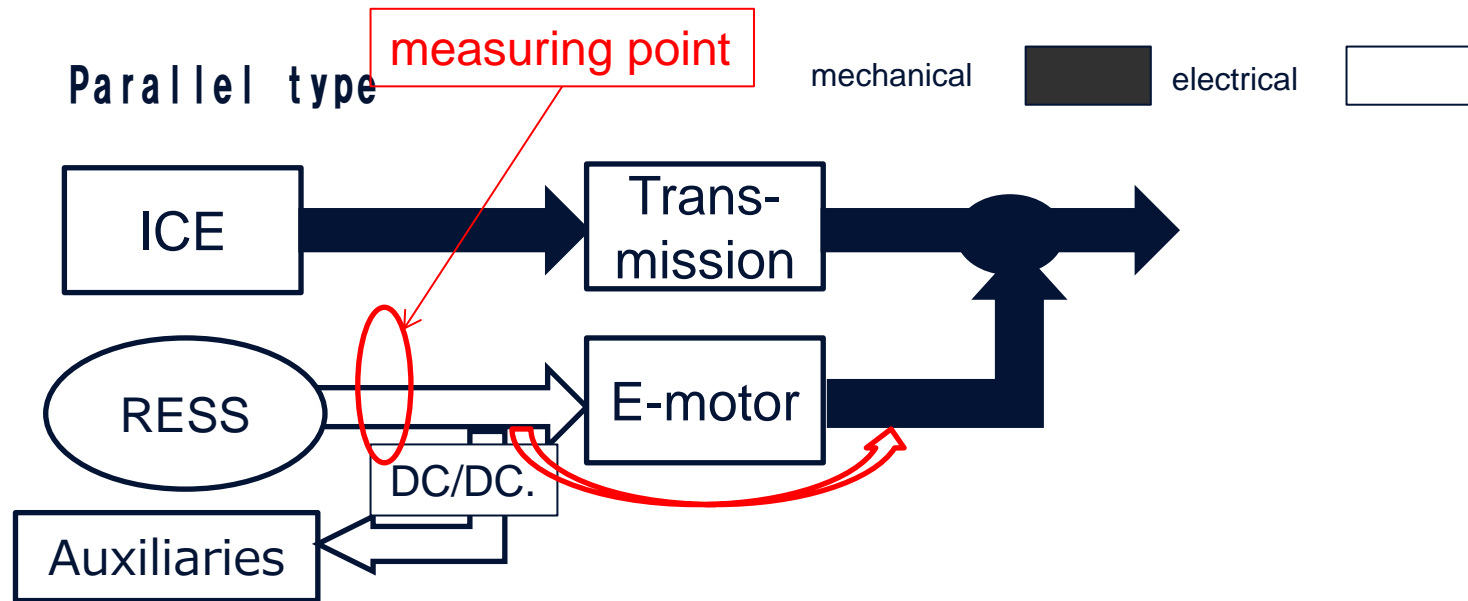 measuring point
Parallel type
mechanical
electrical
ICE
Trans-
mission
RESS
E-motor
DC/DC.
Auxiliaries